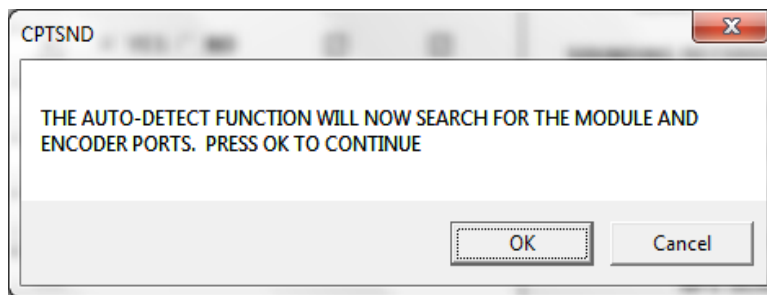 CPTSND
THE AUTO-DETECT FUNCTION WILL NOW SEARCH FOR THE MODULE AND
ENCODER PORTS.  PRESS OK TO CONTINUE
OK
Cancel